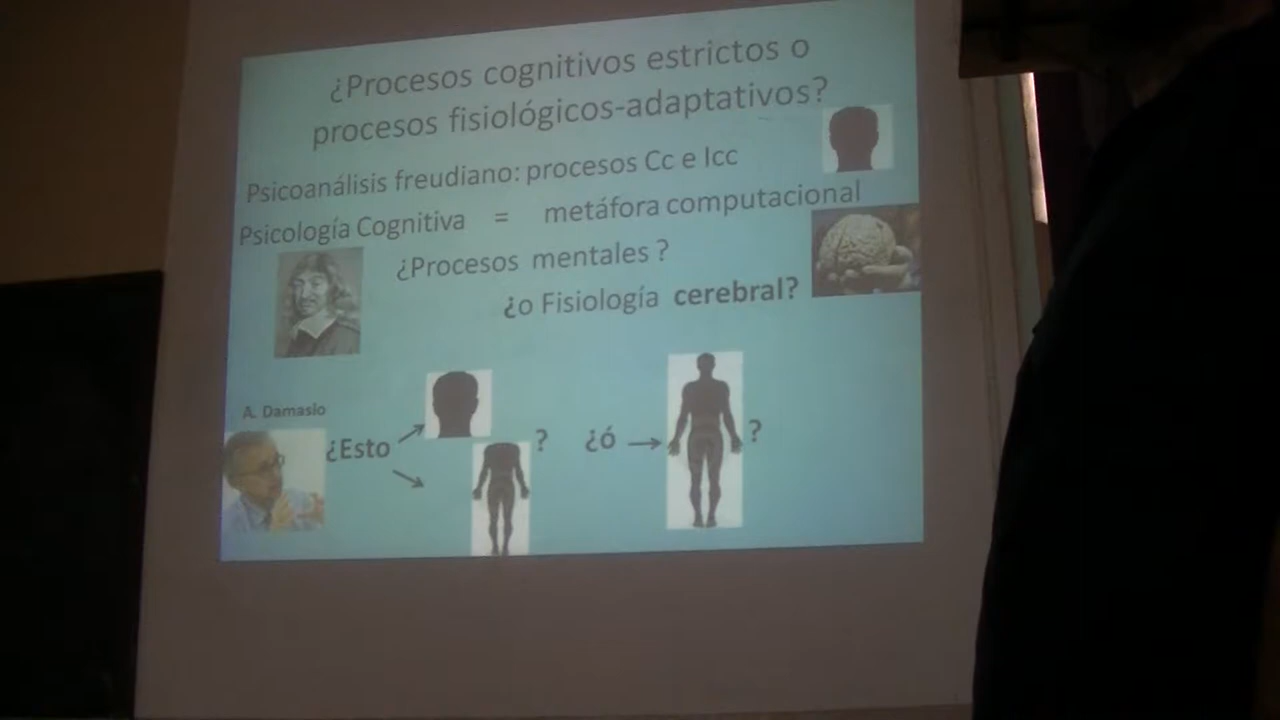 ¿Procesos cognitivos estrictos o
procesos fisiológicos-adaptativos?
Psicoanálisis freudiano: procesos Cc e Icc
Psicología Cognitiva = metáfora computacional
¿Procesos mentales ?
¿o Fisiología cerebral?
A. Damasio
¿Esto ? ¿ó ?